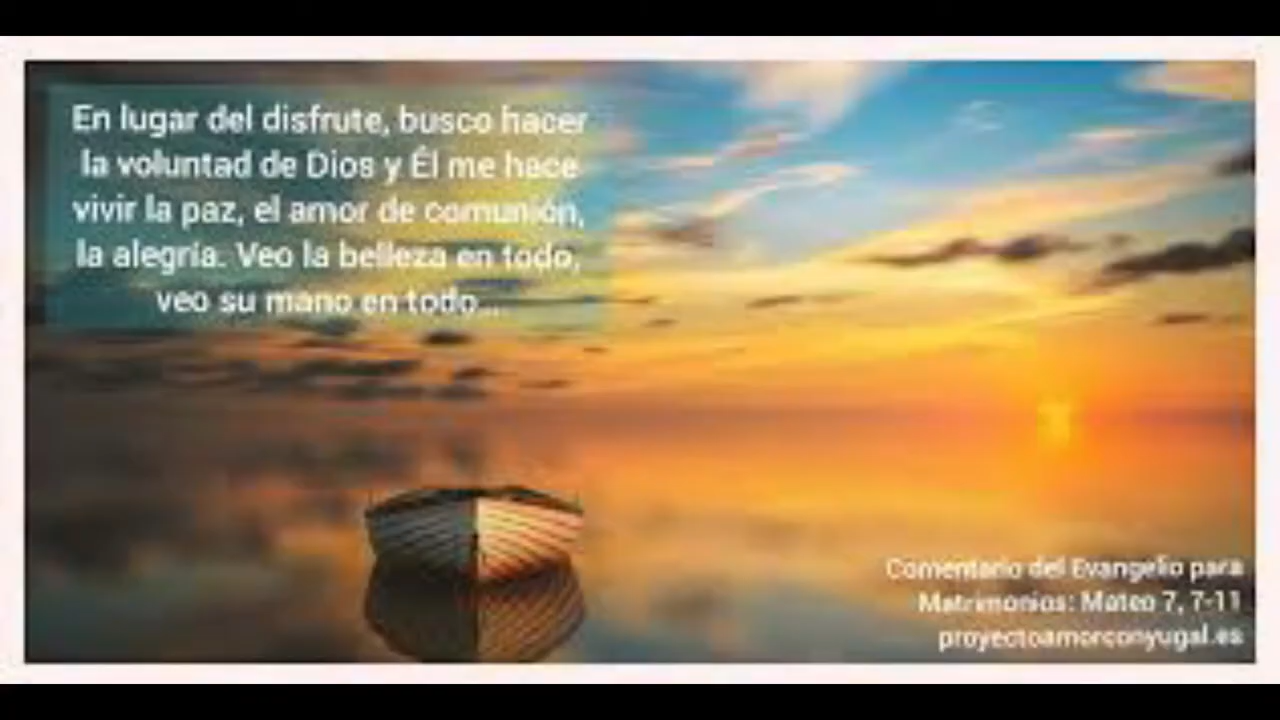 En lugar del disfrute, busco hacer
la voluntad de Dios y Él me hace
vivir la paz, el amor de comunión,
la alegría. Veo la belleza en todo,
veo su mano en todo...
Comentario del Evangelio para
Matrimonios: Mateo 7, 7-11
proyectoamorconyugal.es